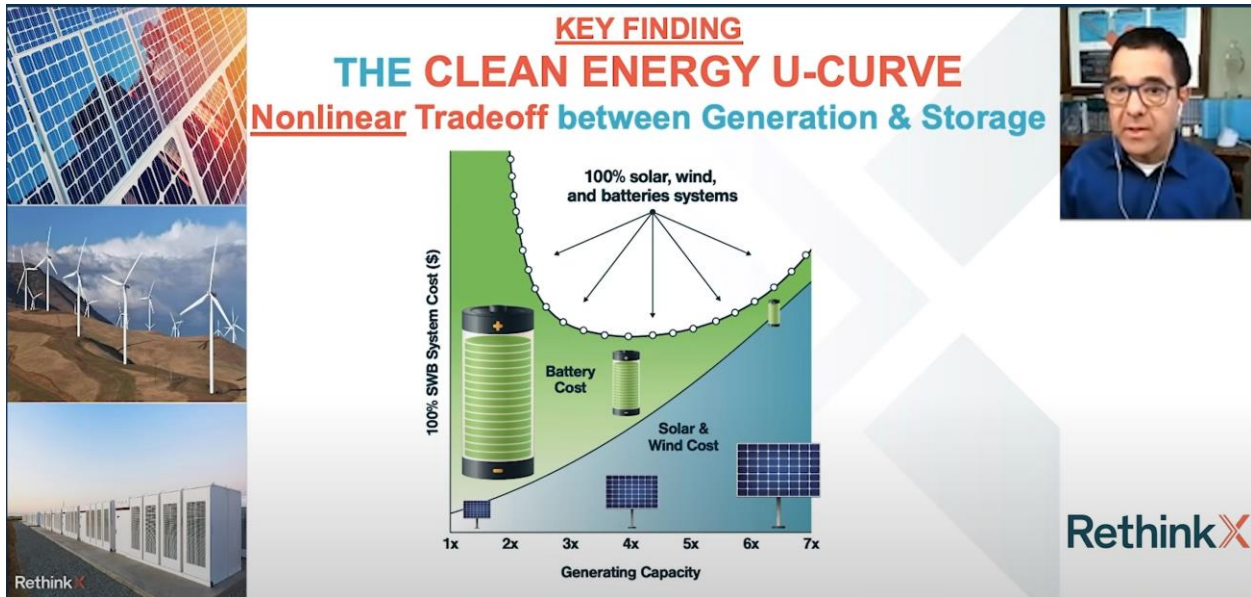 KEY FINDING
THE CLEAN ENERGY U-CURVE
Nonlinear Tradeoff between Generation & Storage
100% solar, wind,
and batteries systems
100% SWB System Cost ($)
+
Battery
Cost
Solar &
Wind Cost
-
1x 2x 3x 4x 5x 6x 7x
Generating Capacity
RethinkX
RethinkX